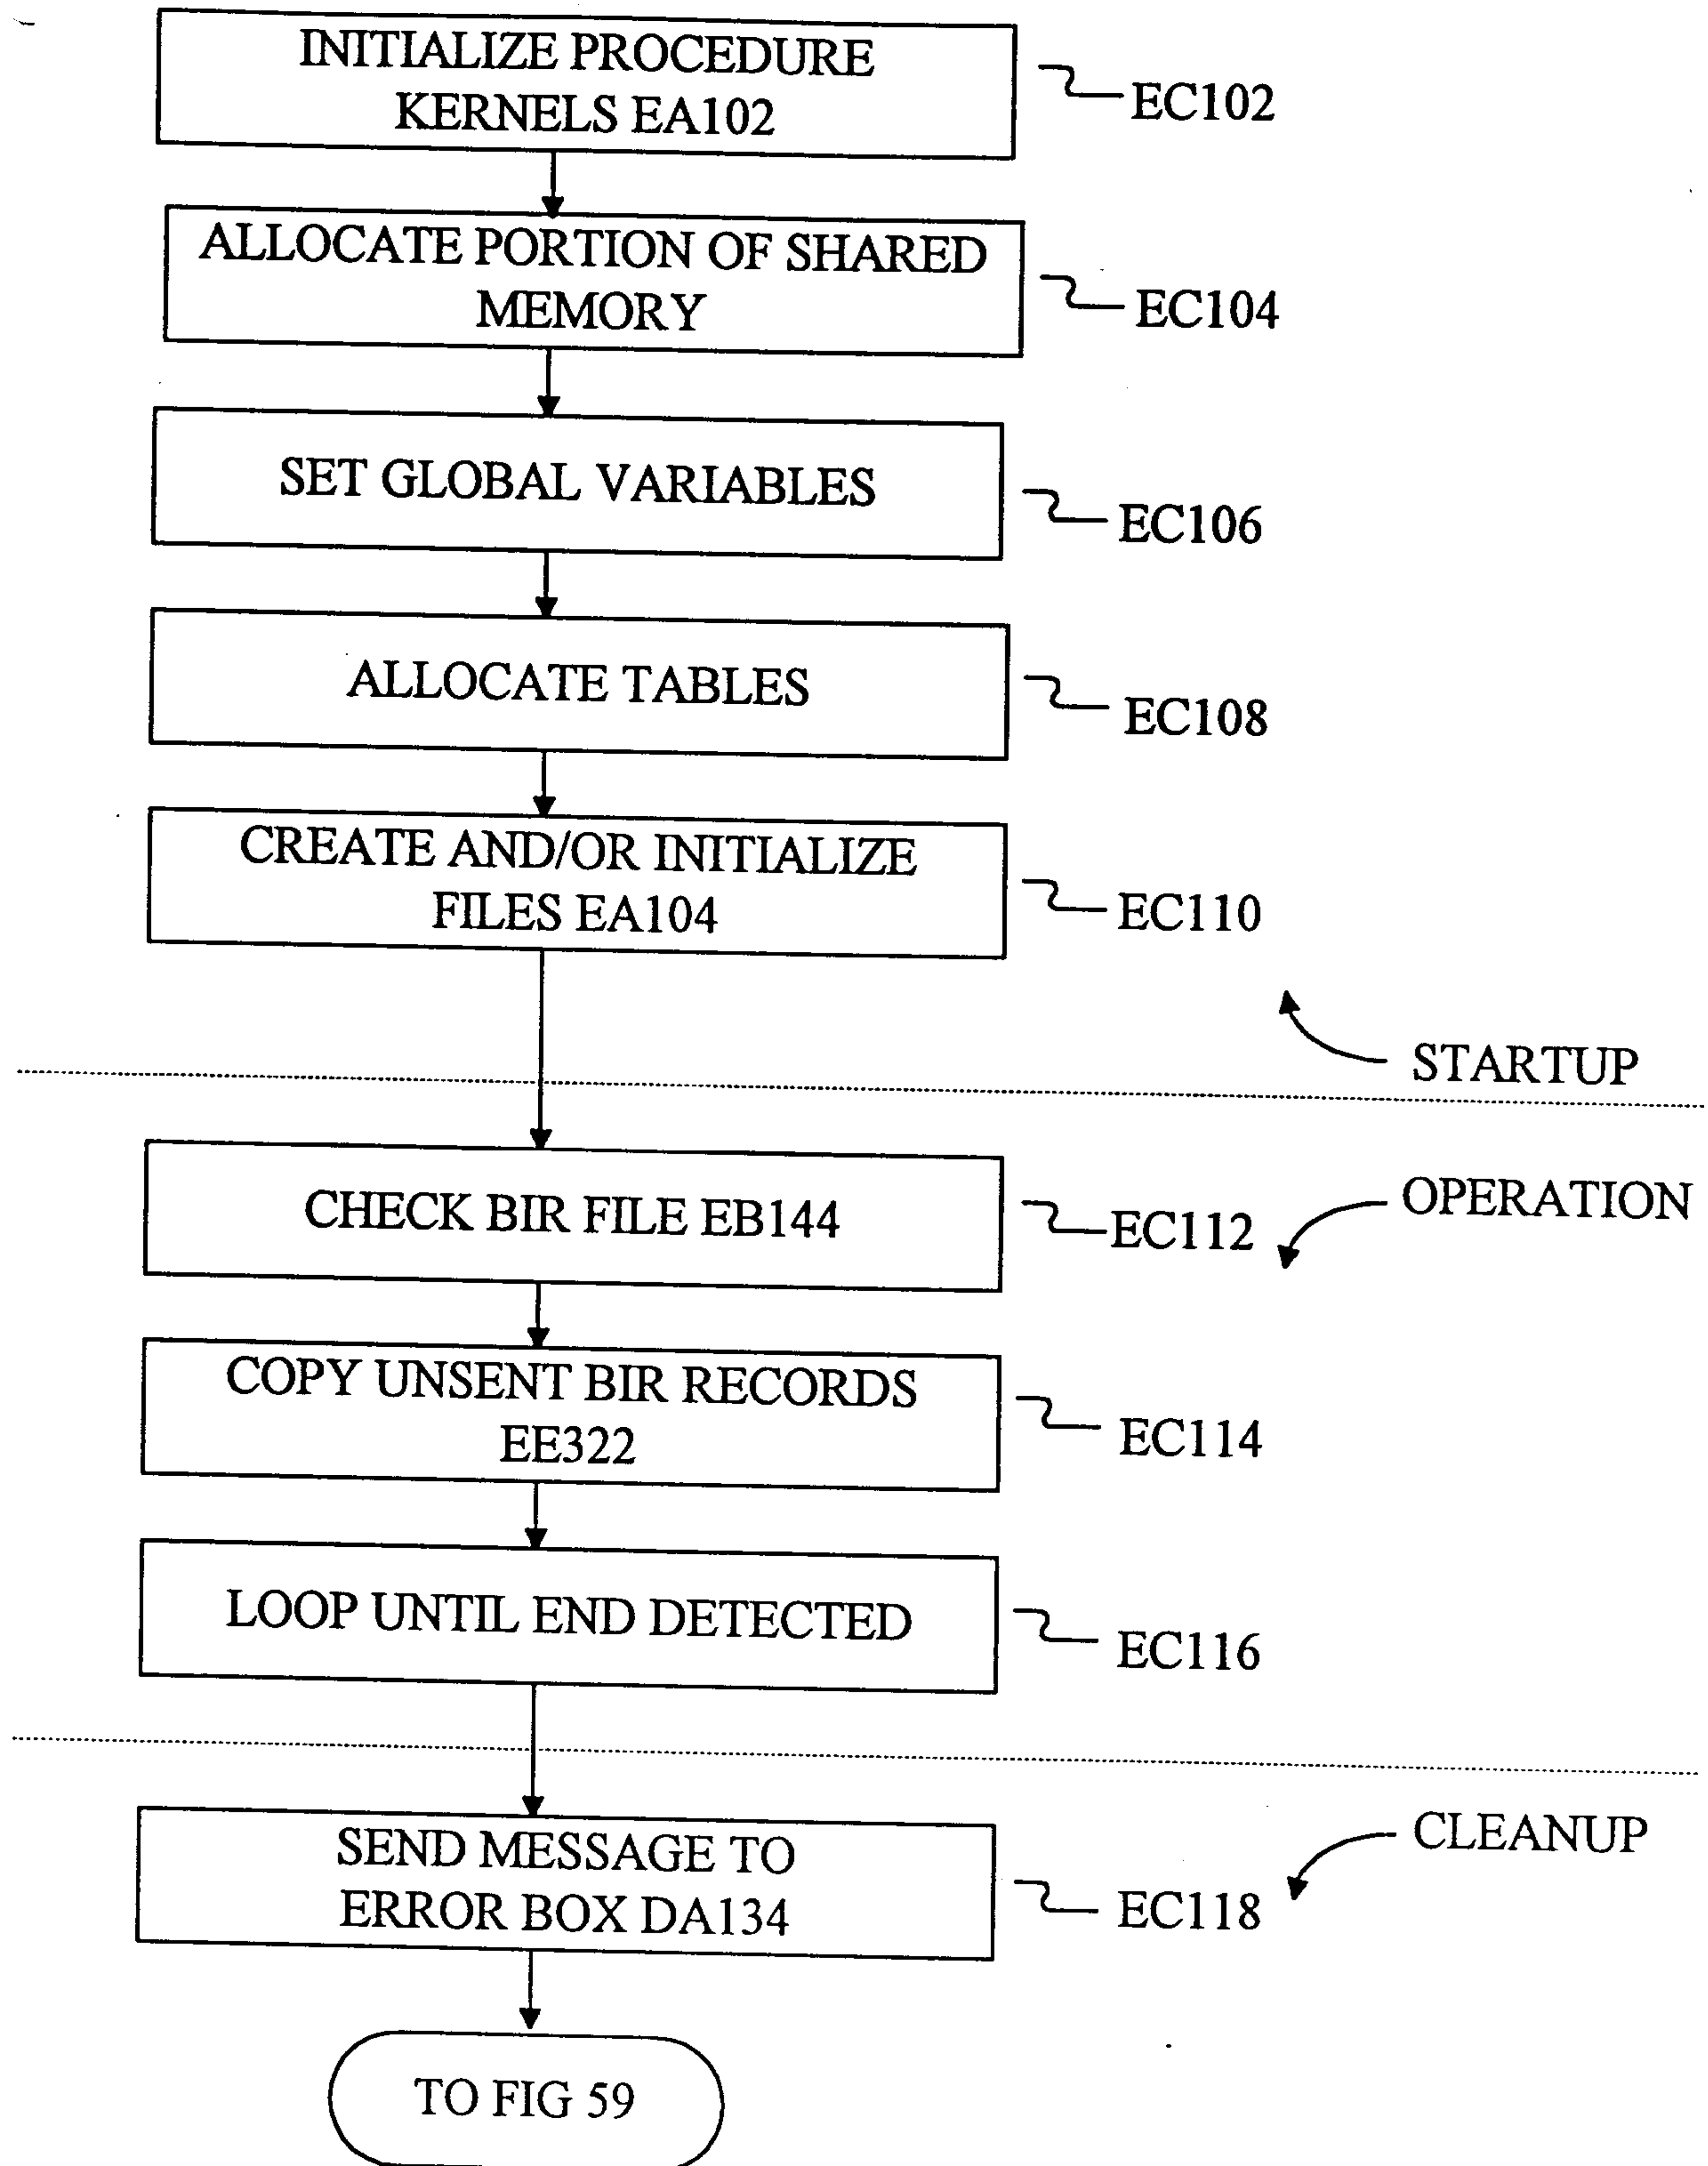 INITIALIZE PROCEDURE
KERNELS EA102
EC102
ALLOCATE PORTION OF SHARED
MEMORY
EC104
SET GLOBAL VARIABLES
EC106
ALLOCATE TABLES
EC108
CREATE AND/OR INITIALIZE
FILES EA104
EC110
STARTUP
OPERATION
CHECK BIR FILE EB144
EC112
COPY UNSENT BIR RECORDS
EE322
EC114
LOOP UNTIL END DETECTED
EC116
CLEANUP
SEND MESSAGE TO
ERROR BOX DA134
EC118
TO FIG 59